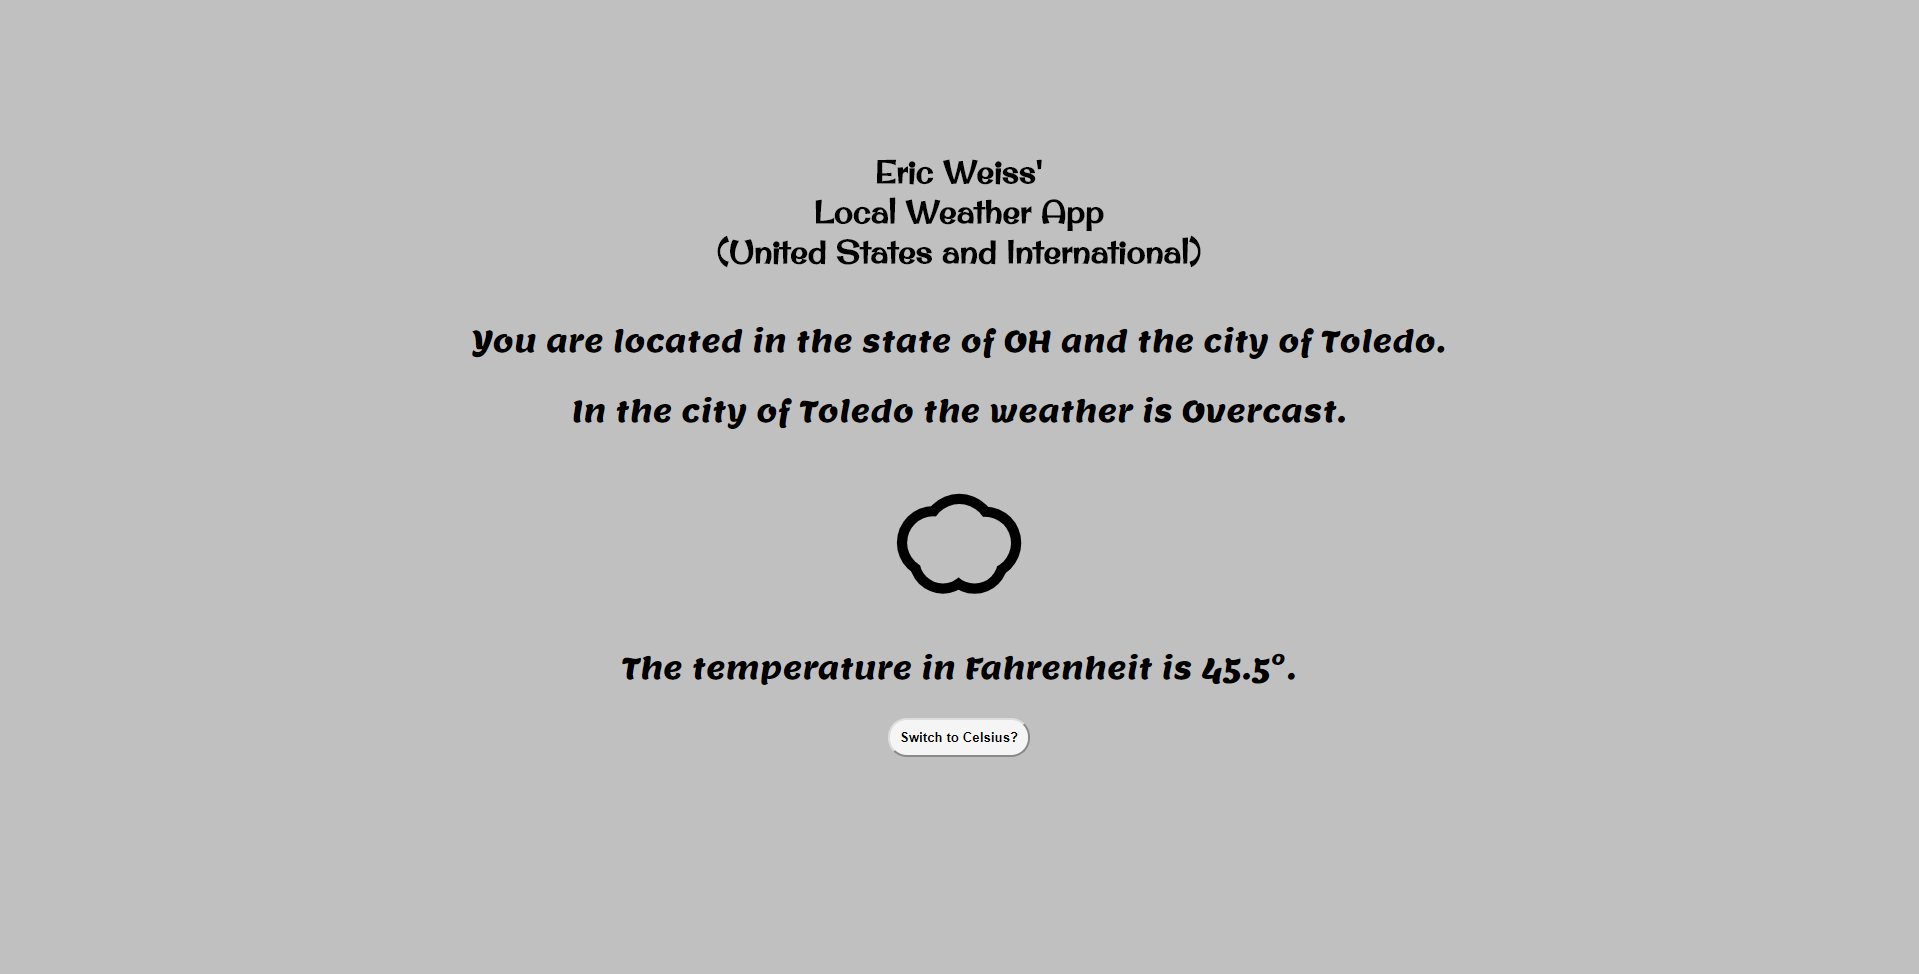 Eric Weiss'
Local Weather App
(United States and International)
You are located in the state of OH and the city of Toledo.
In the city of Toledo the weather is Overcast.
The temperature in Fahrenheit is 45.5°.
Switch to Celsius?